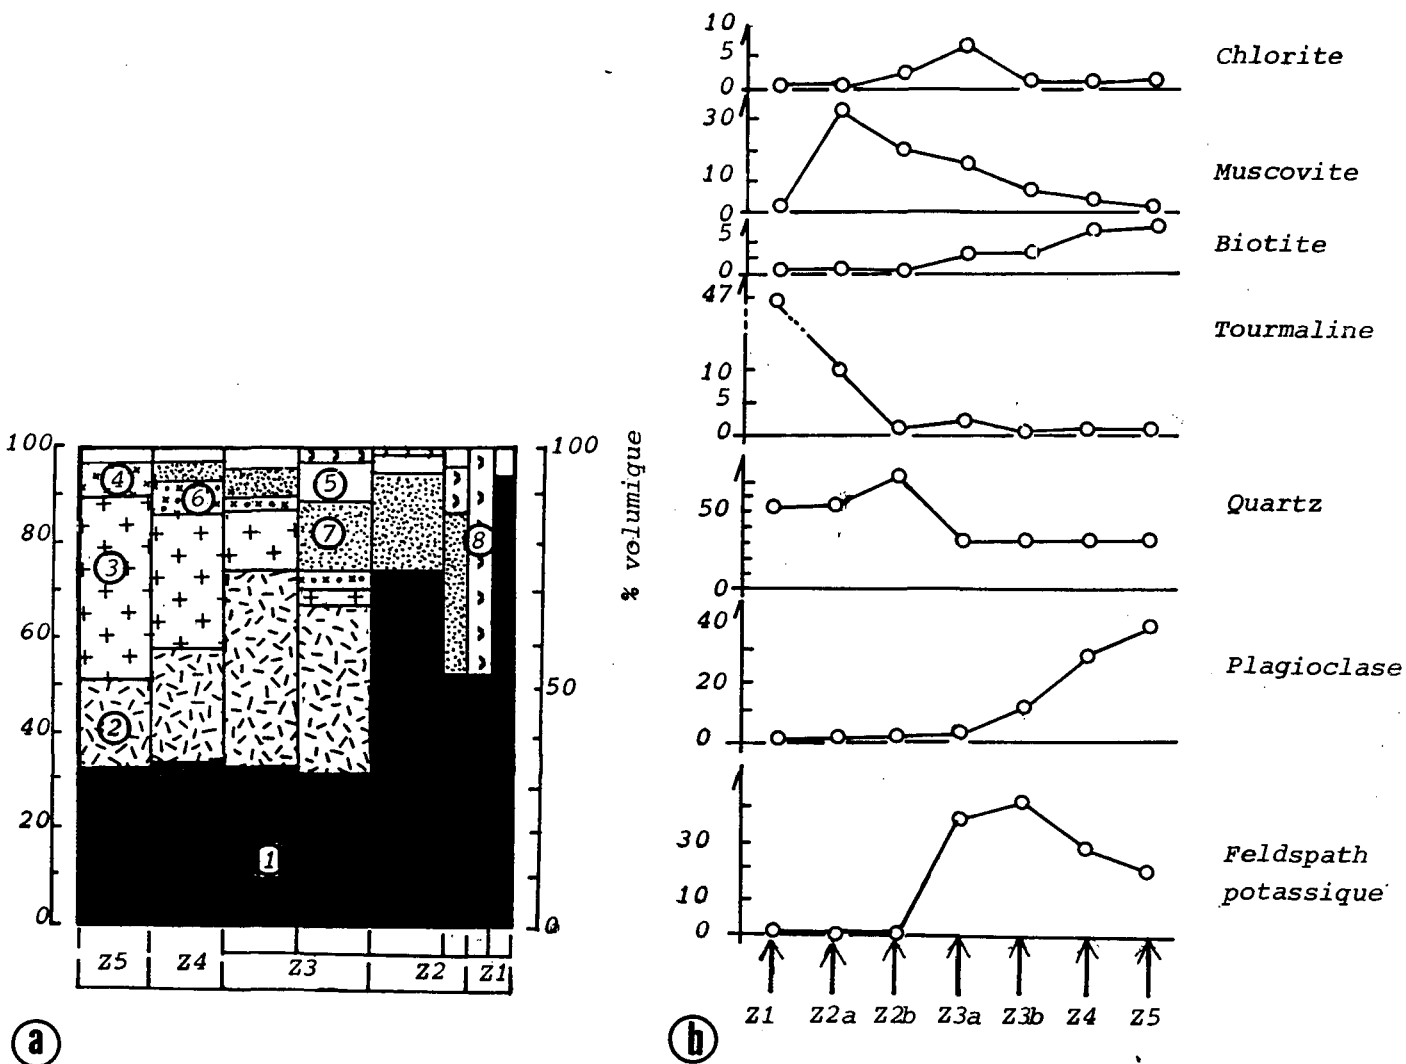 100
80
60
40
20
0
100
50
0
% volumique
4
6
5
3
7
8
2
1
Z5 Z4 Z3 Z2 Z1
a
10
5
0
Chlorite
30
10
0
Muscovite
5
0
Biotite
47
10
5
0
Tourmaline
50
0
Quartz
40
20
0
Plagioclase
30
10
0
Feldspath
potassique
Z1 Z2a Z2b Z3a Z3b Z4 Z5
b